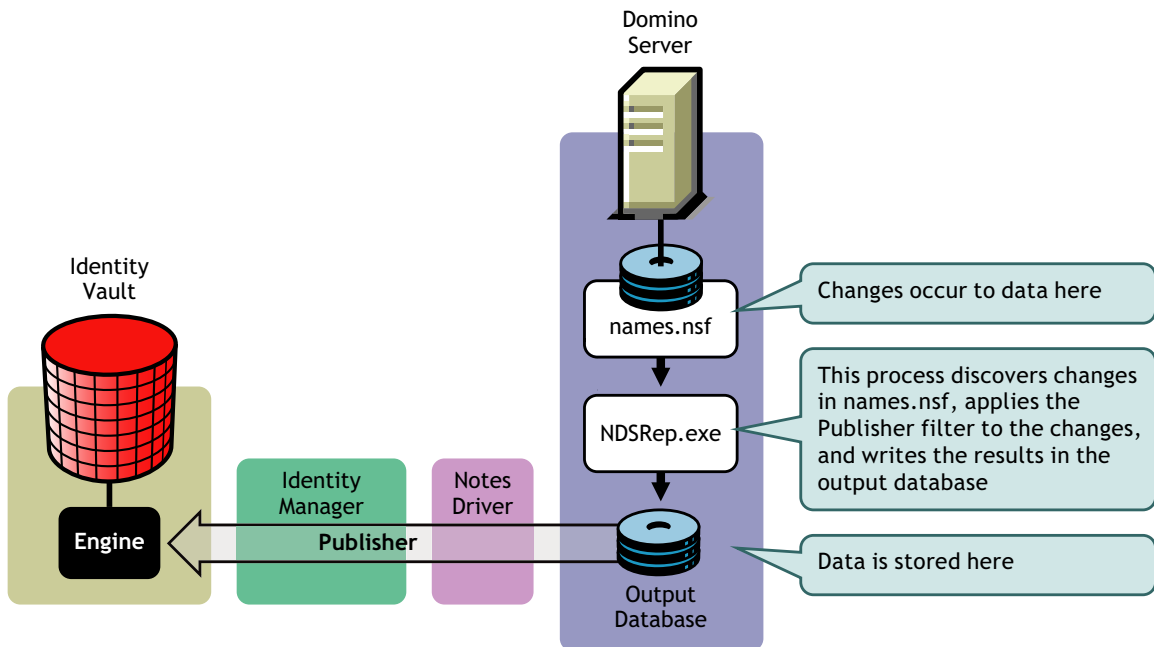 Domino
Server
Identity
Vault
names.nsf
Changes occur to data here
NDSRep.exe
This process discovers changes
in names.nsf, applies the
Publisher filter to the changes,
and writes the results in the
output database
Identity
Manager
Notes
Driver
Engine
Publisher
Data is stored here
Output
Database